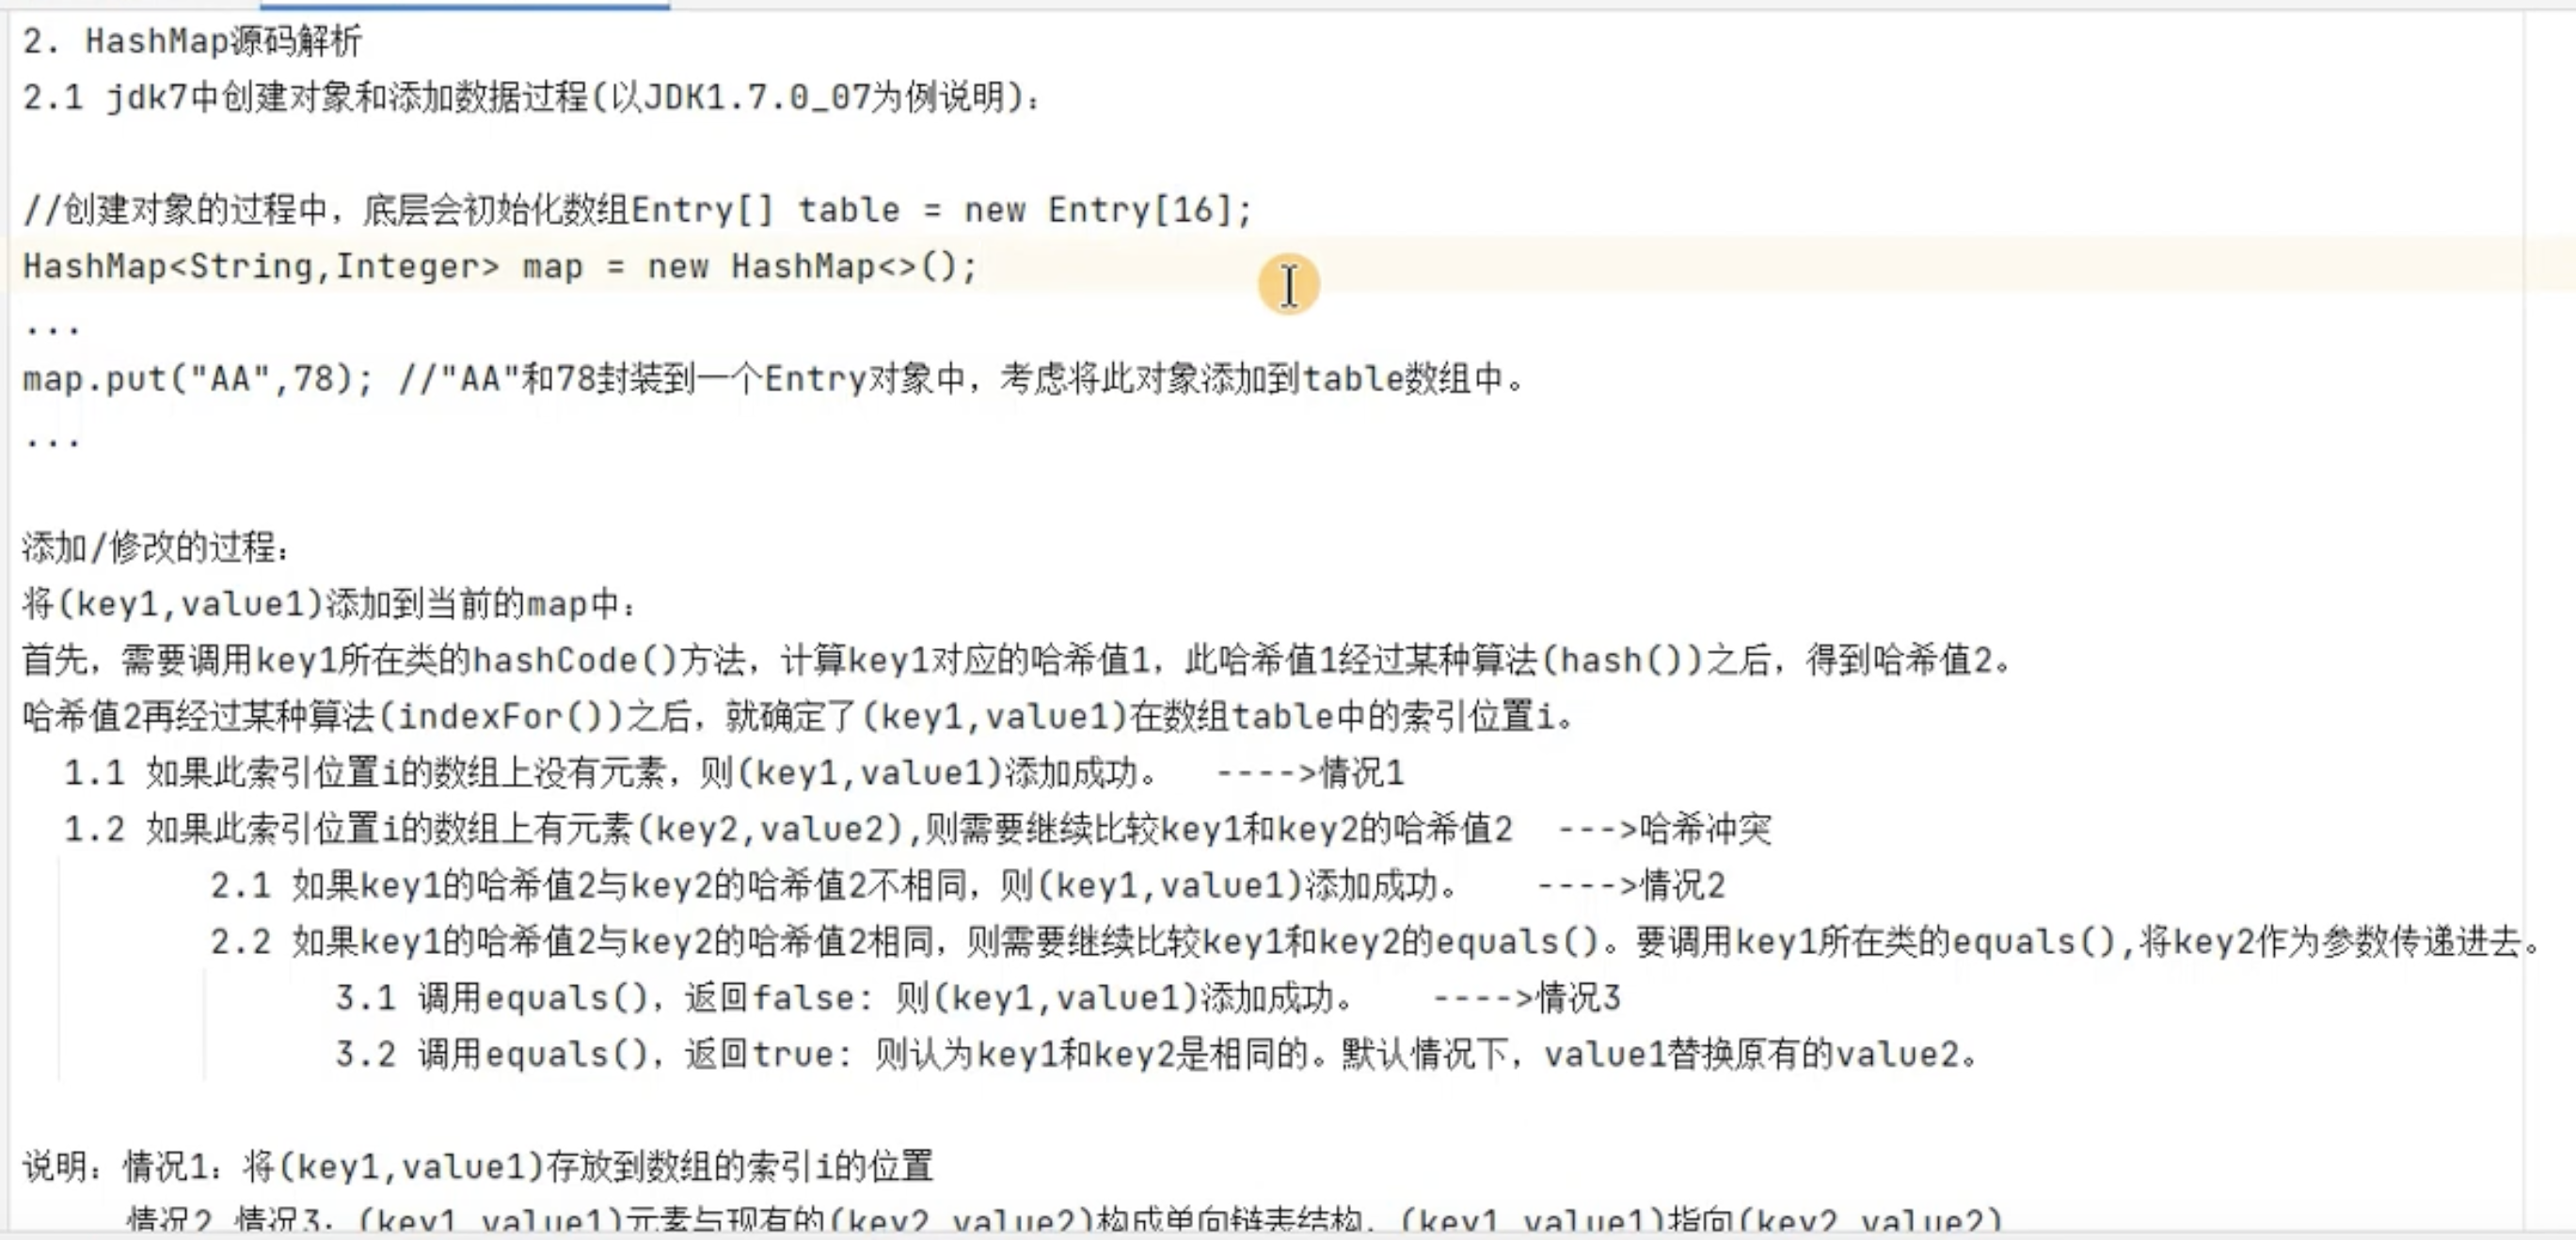 2. HashMap源码解析
2.1 jdk7中创建对象和添加数据过程(以JDK1.7.0_07为例说明)：
//创建对象的过程中，底层会初始化数组Entry[] table = new Entry[16];
HashMap<String,Integer> map = new HashMap<>();
...
map.put("AA",78); //"AA"和78封装到一个Entry对象中，考虑将此对象添加到table数组中。
...
添加/修改的过程：
将(key1,value1)添加到当前的map中：
首先，需要调用key1所在类的hashCode()方法，计算key1对应的哈希值1，此哈希值1经过某种算法(hash())之后，得到哈希值2。
哈希值2再经过某种算法(indexFor())之后，就确定了(key1,value1)在数组table中的索引位置i。
1.1 如果此索引位置i的数组上没有元素，则(key1,value1)添加成功。 ---->情况1
1.2 如果此索引位置i的数组上有元素(key2,value2),则需要继续比较key1和key2的哈希值2 --->哈希冲突
2.1 如果key1的哈希值2与key2的哈希值2不相同，则(key1,value1)添加成功。 ---->情况2
2.2 如果key1的哈希值2与key2的哈希值2相同，则需要继续比较key1和key2的equals()。要调用key1所在类的equals(),将key2作为参数传递进去。
3.1 调用equals()，返回false: 则(key1,value1)添加成功。 ---->情况3
3.2 调用equals()，返回true: 则认为key1和key2是相同的。默认情况下，value1替换原有的value2。
说明：情况1：将(key1,value1)存放到数组的索引i的位置
情况2,情况3：(key1,value1)元素与现有的(key2,value2)构成单向链表结构，(key1,value1)指向(key2,value2)